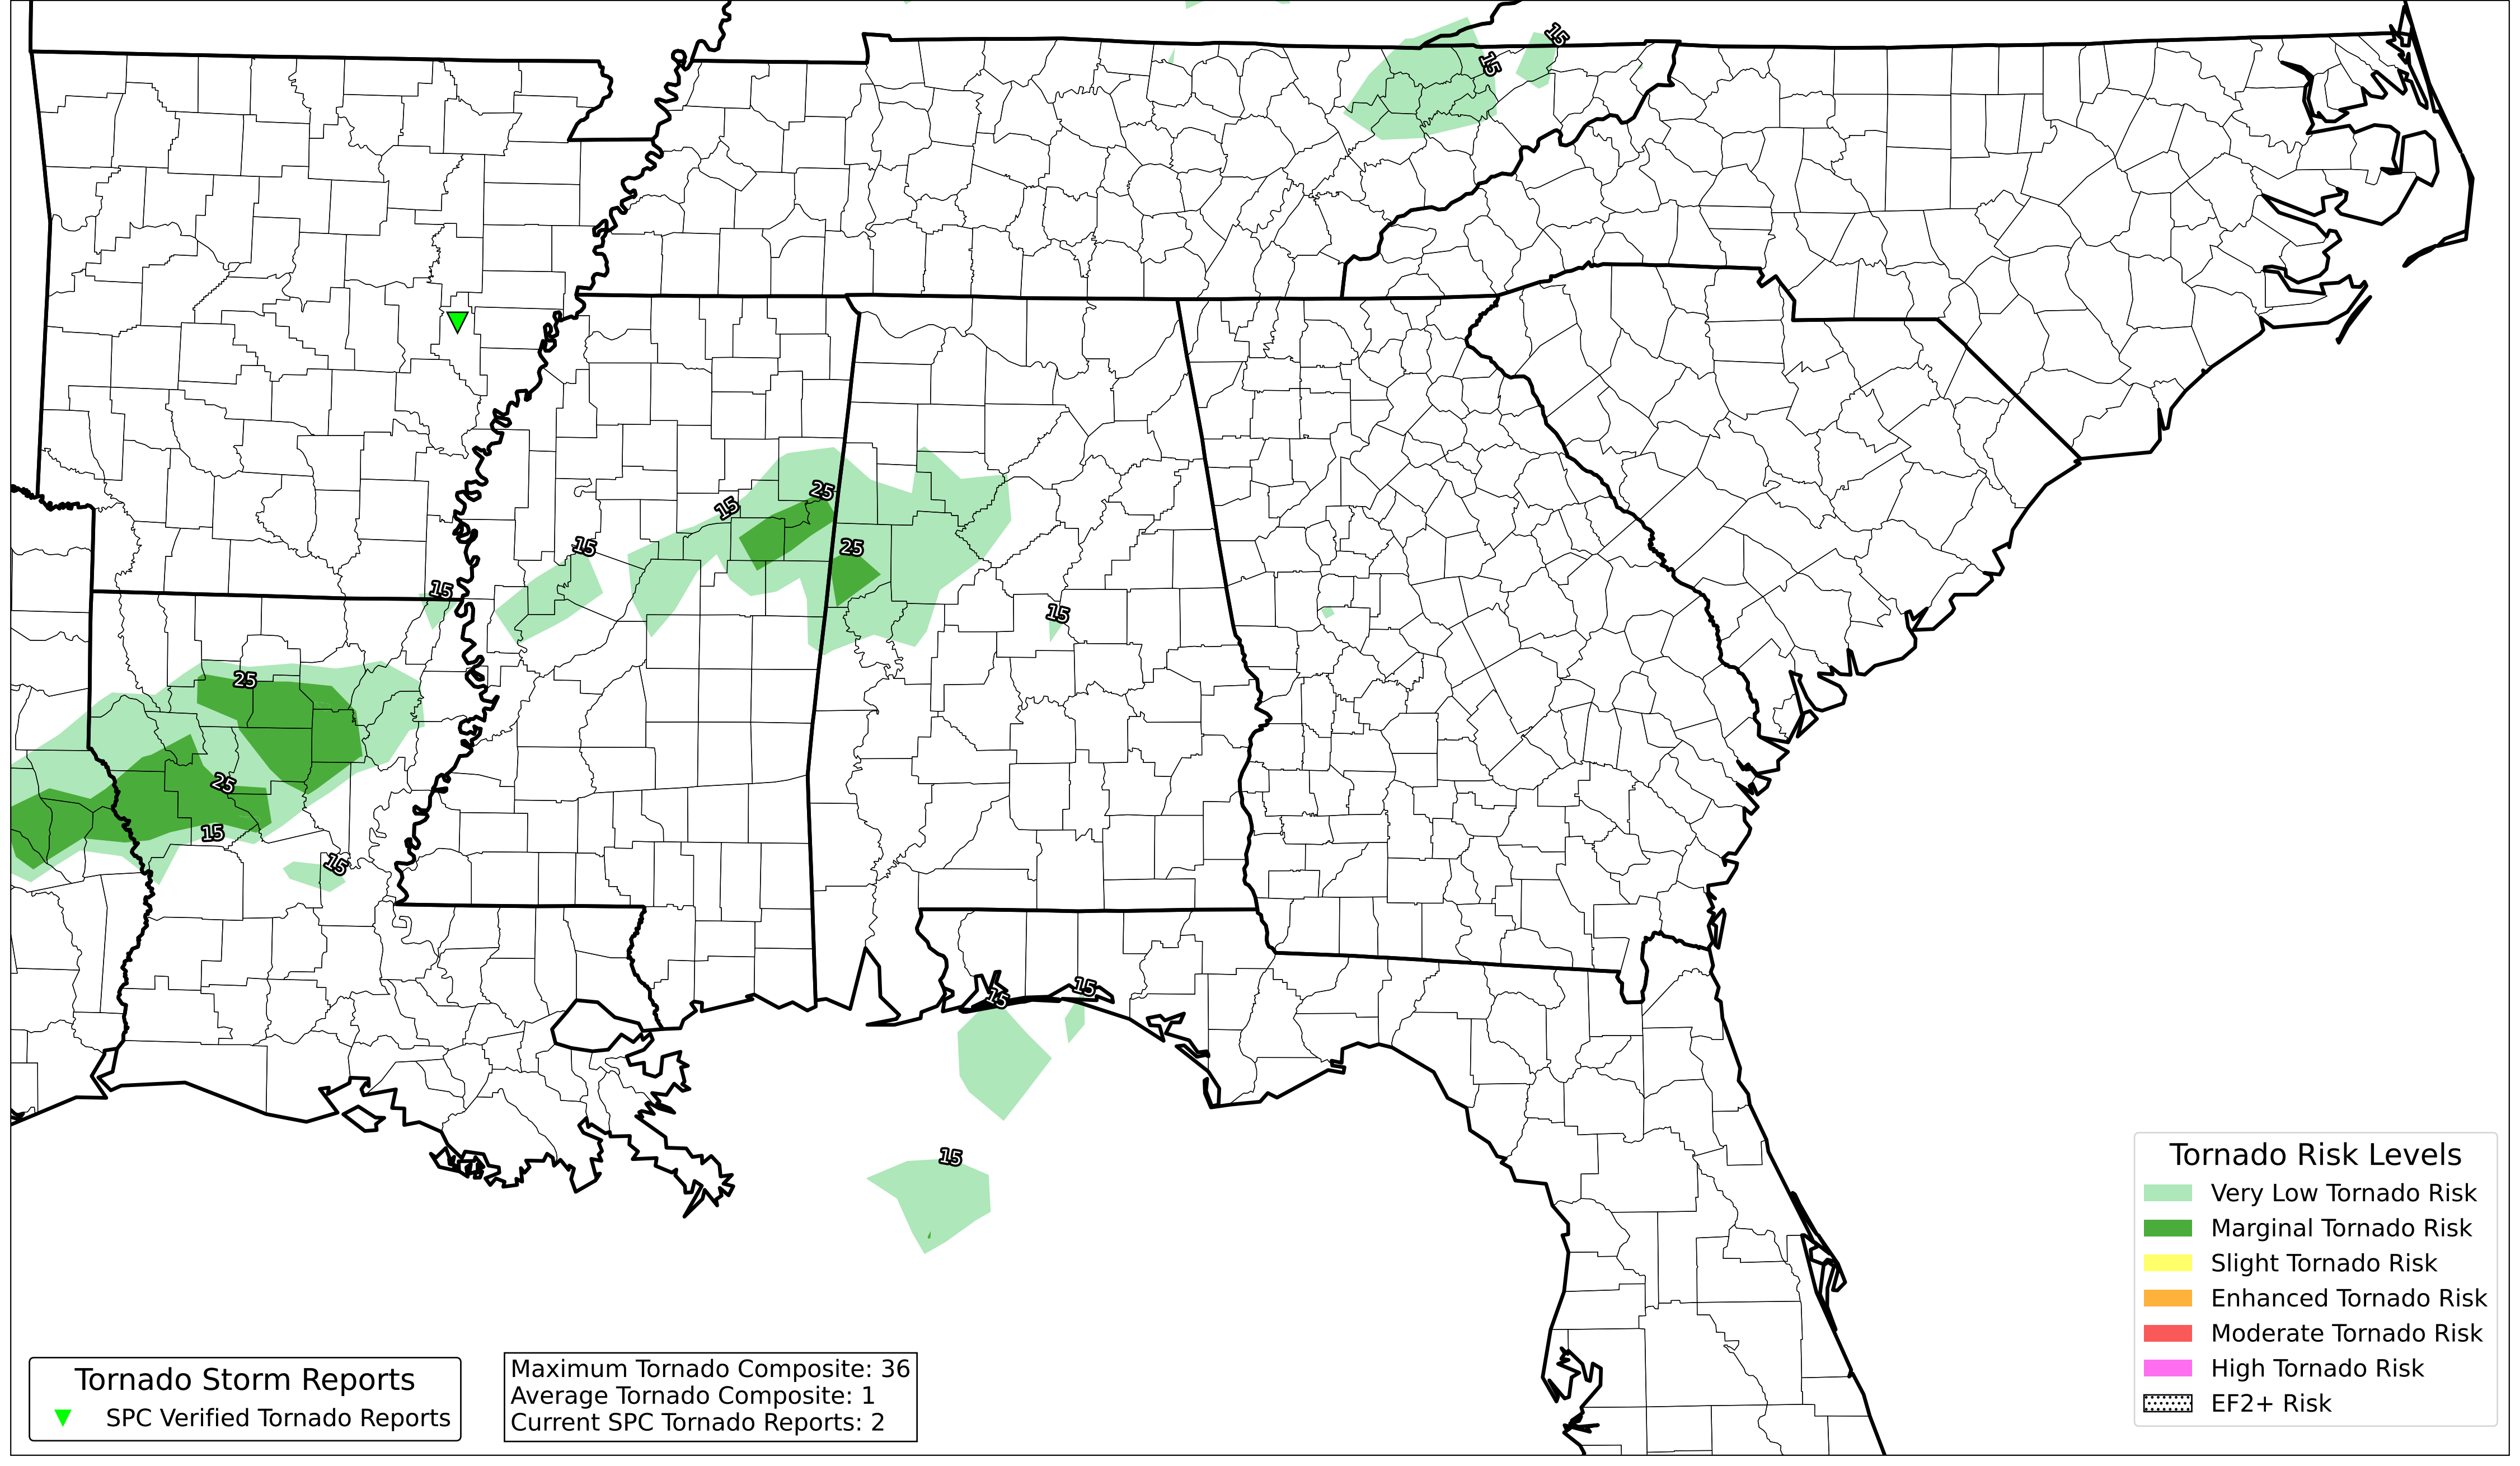 15
15
25
15
25
15
15
15
25
25
15
15
15
15
15
Tornado Risk Levels
Very Low Tornado Risk
Marginal Tornado Risk
Slight Tornado Risk
Enhanced Tornado Risk
Moderate Tornado Risk
High Tornado Risk
EF2+ Risk
Tornado Storm Reports
SPC Verified Tornado Reports
Maximum Tornado Composite: 36
Average Tornado Composite: 1
Current SPC Tornado Reports: 2